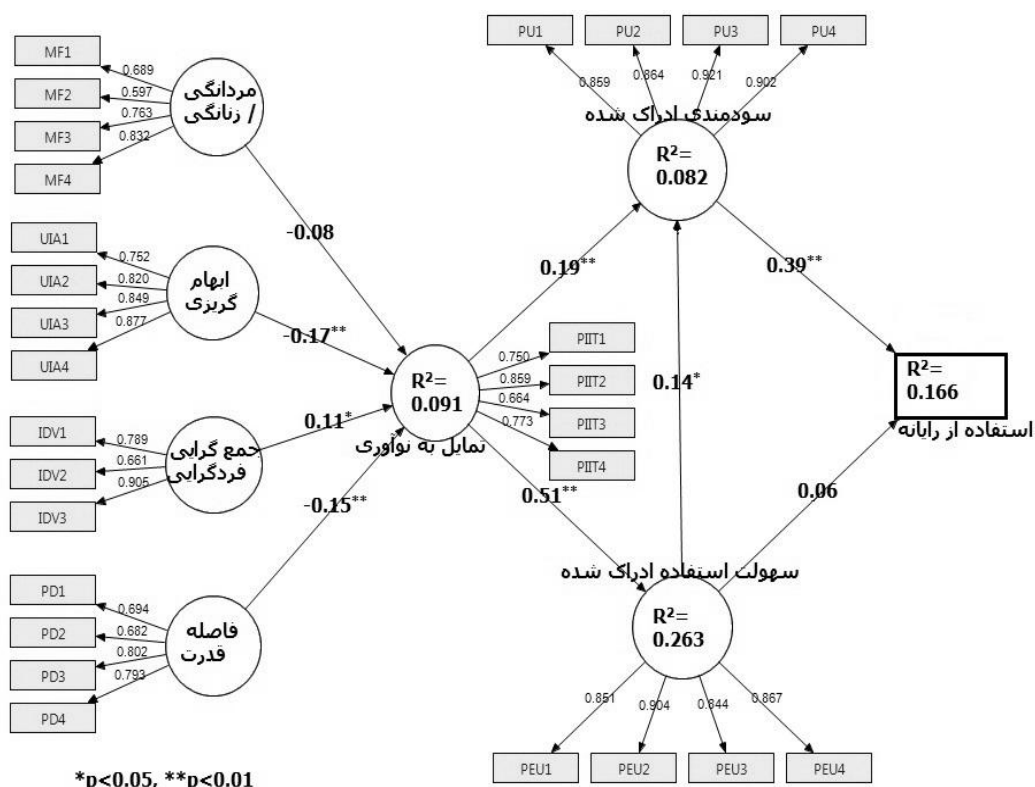 MF1
MF2
MF3
MF4
0.689
0.597
0.763
0.832
مردانگی
/ زنانگی
-0.08
UIA1
UIA2
UIA3
UIA4
0.752
0.820
0.849
0.877
ابهام
گریزی
-0.17**
IDV1
IDV2
IDV3
0.789
0.661
0.905
جمع گرایی
فردگرایی
0.11*
PD1
PD2
PD3
PD4
0.694
0.682
0.802
0.793
فاصله
قدرت
-0.15**
R²=
0.091
تمایل به نوآوری
PIIT1
PIIT2
PIIT3
PIIT4
0.750
0.859
0.664
0.773
PU1
PU2
PU3
PU4
0.859
0.864
0.921
0.902
سودمندی ادراک شده
R²=
0.082
0.19**
0.39**
0.14*
0.51**
0.06
R²=
0.166
استفاده از رایانه
سهولت استفاده ادراک شده
R²=
0.263
0.851
0.904
0.844
0.867
PEU1
PEU2
PEU3
PEU4
*p<0.05, **p<0.01